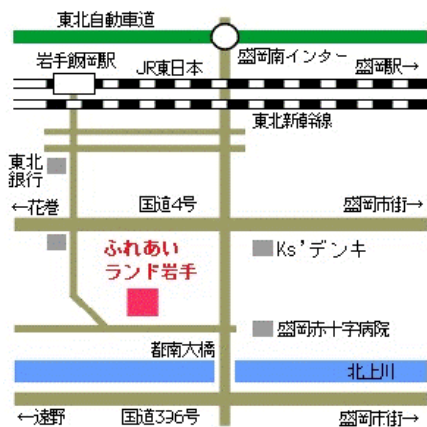 東北自動車道
岩手飯岡駅
JR東日本
盛岡南インター
盛岡駅→
東北新幹線
東北
銀行
←花巻
国道4号
盛岡市街→
ふれあい
ランド岩手
Ks'デンキ
盛岡赤十字病院
都南大橋
北上川
←遠野
国道396号
盛岡市街→